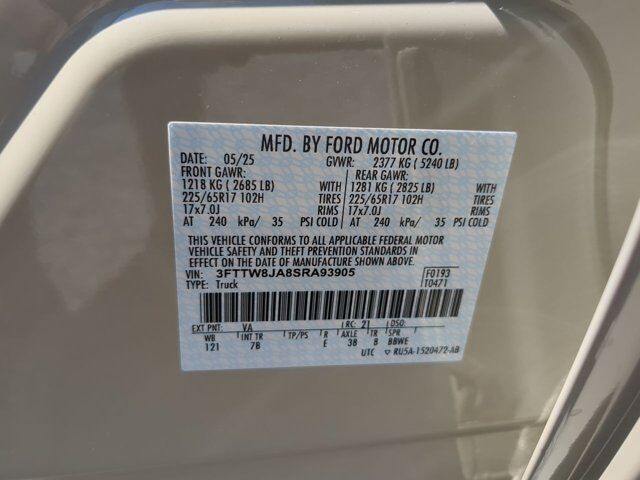 MFD. BY FORD MOTOR CO.
DATE: 05/25 GVWR: 2377 KG ( 5240 LB)
FRONT GAWR: REAR GAWR:
1218 KG ( 2685 LB) WITH 1281 KG ( 2825 LB) WITH
225/65R17 102H TIRES 225/65R17 102H TIRES
17x7.0J RIMS 17x7.0J RIMS
AT 240 kPa/ 35 PSI COLD AT 240 kPa/ 35 PSI COLD
THIS VEHICLE CONFORMS TO ALL APPLICABLE FEDERAL MOTOR
VEHICLE SAFETY AND THEFT PREVENTION STANDARDS IN
EFFECT ON THE DATE OF MANUFACTURE SHOWN ABOVE.
VIN: 3FTTW8JA8SRA93905 F0193
TYPE: Truck T0471
EXT PNT: VA RC: 21 DSO:
WB INT TR TP/PS R AXLE TR SPR
121 7B E 38 B BBWE
UTC ▽ RU5A-1520472-AB